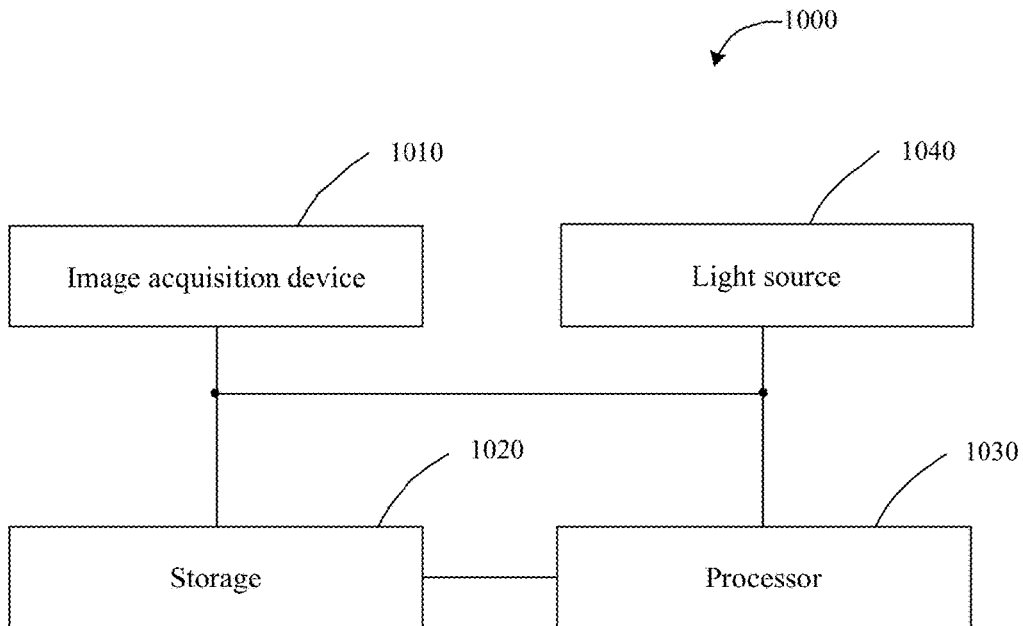 1000
1010
1040
Image acquisition device
Light source
1020
1030
Storage
Processor